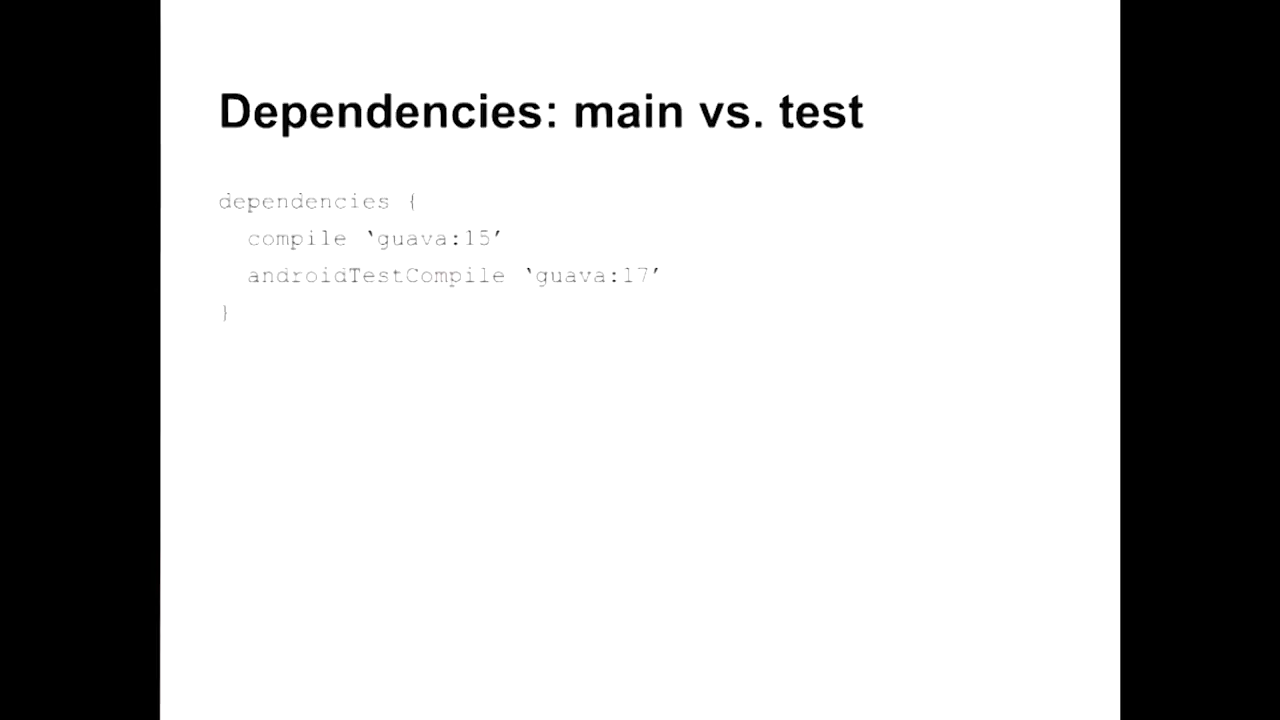 Dependencies: main vs. test
dependencies {
compile ‘guava:15’
androidTestCompile ‘guava:17’
}